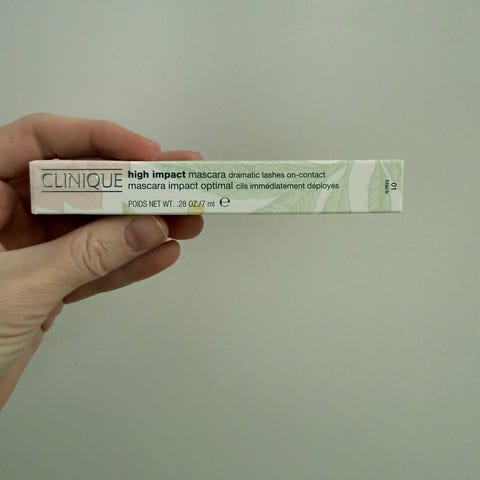 CLINIQUE
high impact mascara dramatic lashes on-contact
mascara impact optimal cils immédiatement déployés
POIDS NET WT. .28 OZ./7 ml ℮
01
black